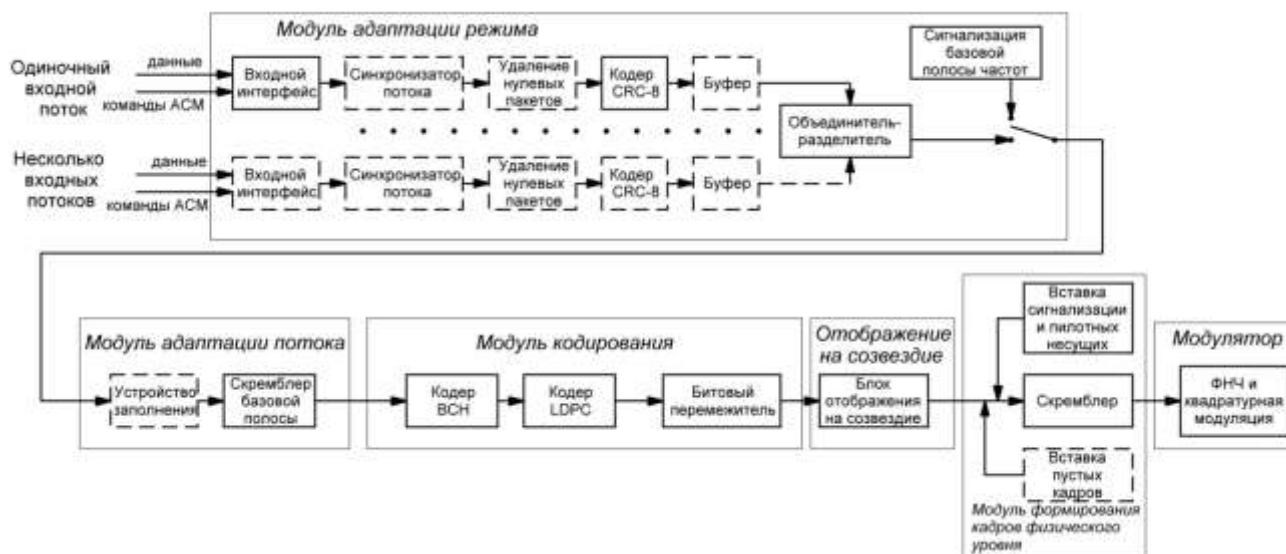 Модуль адаптации режима
Сигнализация
базовой
полосы частот
Одиночный
входной
поток
данные
команды АСМ
Входной
интерфейс
Синхронизатор
потока
Удаление
нулевых
пакетов
Кодер
CRC-8
Буфер
Объединитель-
разделитель
Несколько
входных
потоков
данные
команды АСМ
Входной
интерфейс
Синхронизатор
потока
Удаление
нулевых
пакетов
Кодер
CRC-8
Буфер
Модуль адаптации потока
Устройство
заполнения
Скремблер
базовой
полосы
Модуль кодирования
Кодер
BCH
Кодер
LDPC
Битовый
перемежитель
Отображение
на созвездие
Блок
отображения
на созвездие
Вставка
сигнализации
и пилотных
несущих
Скремблер
Вставка
пустых
кадров
Модуль формирования
кадров физического
уровня
Модулятор
ФНЧ и
квадратурная
модуляция